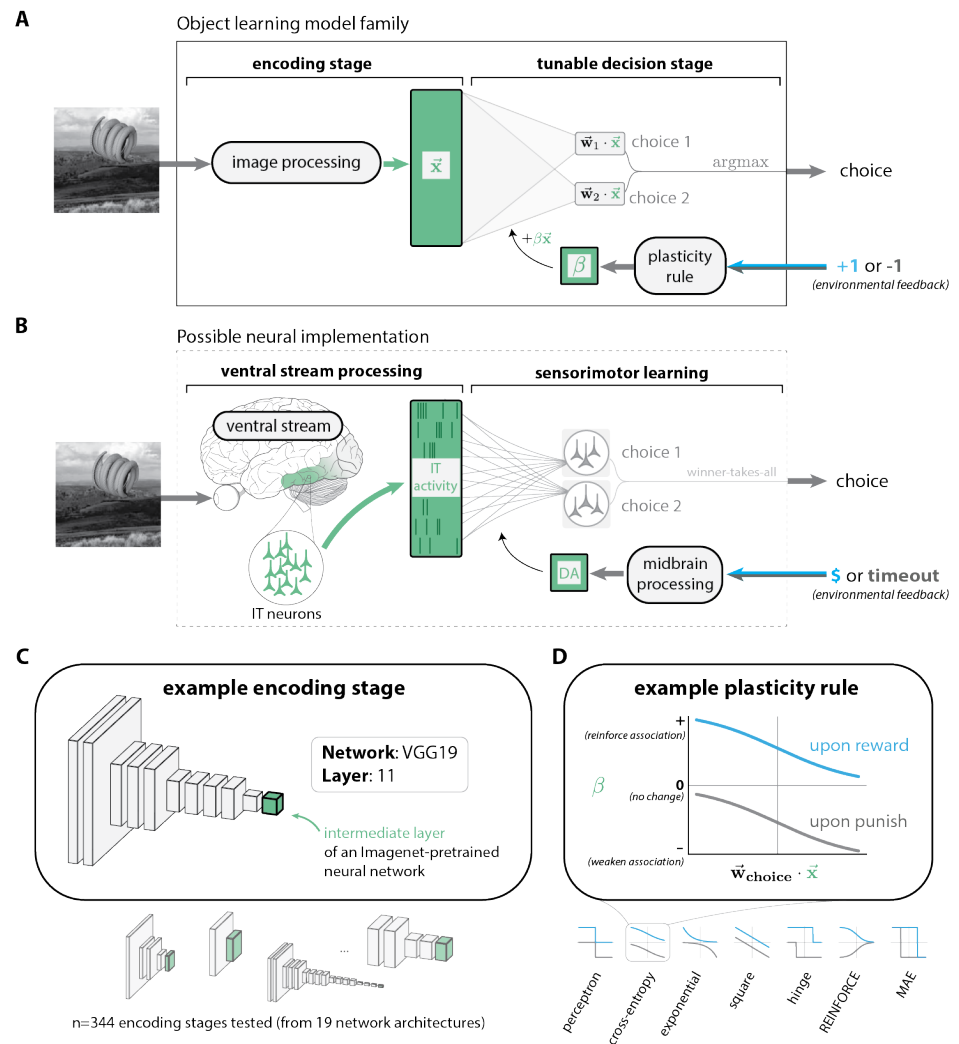 A
Object learning model family
encoding stage
tunable decision stage
image processing
x⃗
w⃗₁ · x⃗
choice 1
argmax
choice
w⃗₂ · x⃗
choice 2
+βx⃗
β
plasticity
rule
+1 or -1
(environmental feedback)
B
Possible neural implementation
ventral stream processing
sensorimotor learning
ventral stream
IT
activity
choice 1
winner-takes-all
choice
choice 2
DA
midbrain
processing
$ or timeout
(environmental feedback)
IT neurons
C
example encoding stage
Network: VGG19
Layer: 11
intermediate layer
of an Imagenet-pretrained
neural network
...
n=344 encoding stages tested (from 19 network architectures)
D
example plasticity rule
+
(reinforce association)
upon reward
β
0
(no change)
upon punish
–
(weaken association)
w⃗choice · x⃗
perceptron
cross-entropy
exponential
square
hinge
REINFORCE
MAE